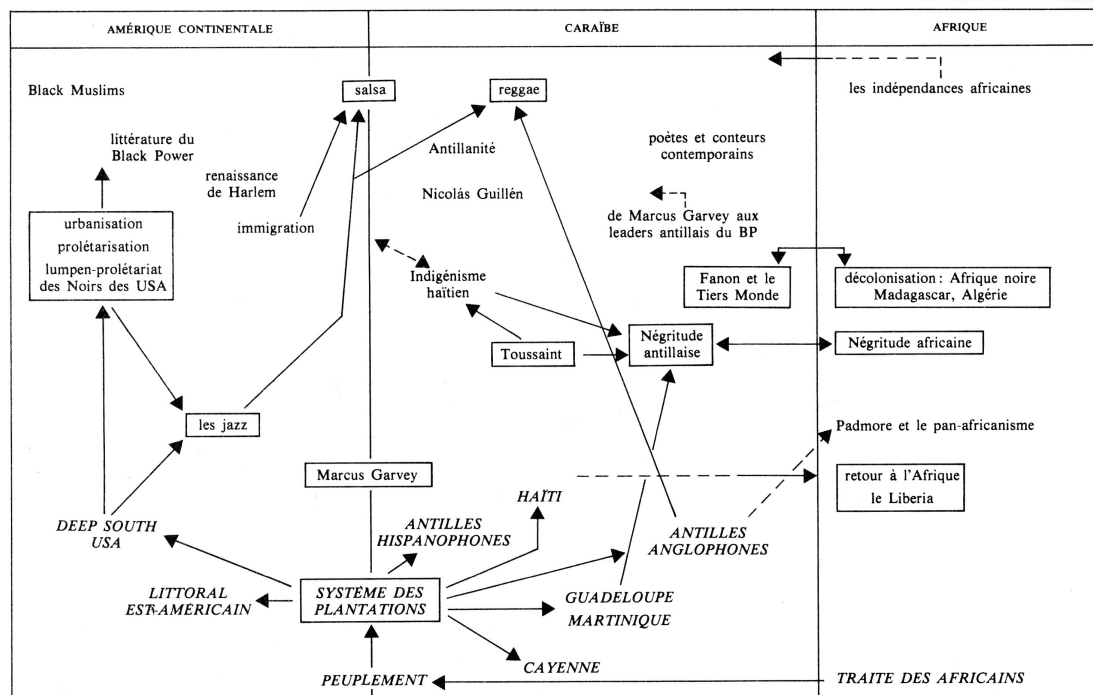 AMÉRIQUE CONTINENTALE
CARAÏBE
AFRIQUE
Black Muslims
salsa
reggae
les indépendances africaines
littérature du
Black Power
renaissance
de Harlem
Antillanité
poètes et conteurs
contemporains
Nicolás Guillén
immigration
urbanisation
prolétarisation
lumpen-prolétariat
des Noirs des USA
de Marcus Garvey aux
leaders antillais du BP
Indigénisme
haïtien
Fanon et le
Tiers Monde
décolonisation : Afrique noire
Madagascar, Algérie
Toussaint
Négritude
antillaise
Négritude africaine
les jazz
Padmore et le pan-africanisme
Marcus Garvey
retour à l'Afrique
le Liberia
HAÏTI
DEEP SOUTH
USA
ANTILLES
HISPANOPHONES
ANTILLES
ANGLOPHONES
LITTORAL
EST-AMÉRICAIN
SYSTÈME DES
PLANTATIONS
GUADELOUPE
MARTINIQUE
CAYENNE
PEUPLEMENT
TRAITE DES AFRICAINS